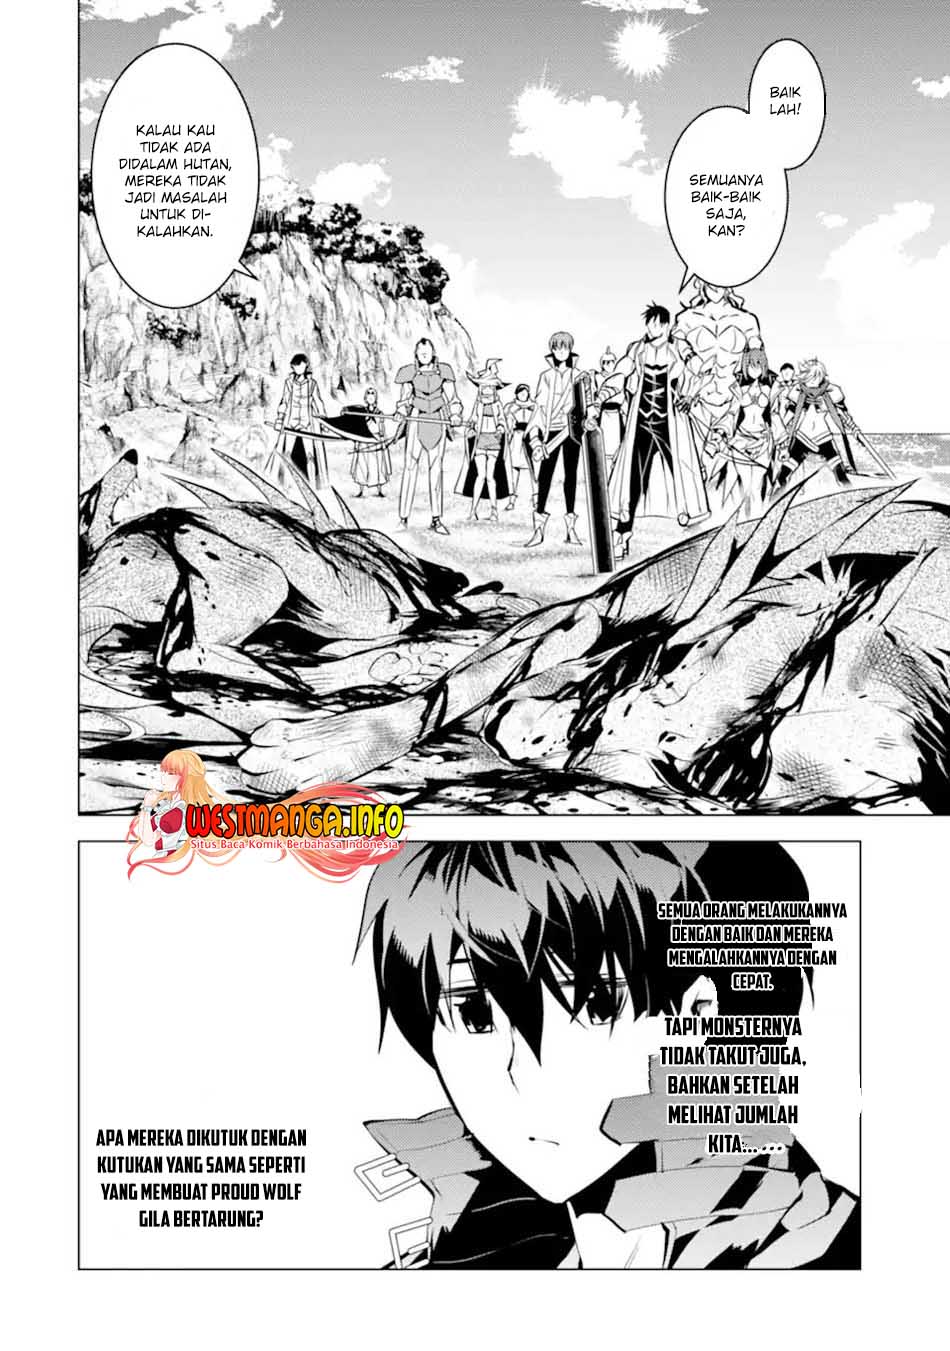 BAIK
LAH!
SEMUANYA
BAIK-BAIK
SAJA,
KAN?
KALAU KAU
TIDAK ADA
DIDALAM HUTAN,
MEREKA TIDAK
JADI MASALAH
UNTUK DI-
KALAHKAN.
WESTMANGA.INFO
Situs Baca Komik Berbahasa Indonesia
SEMUA ORANG MELAKUKANNYA
DENGAN BAIK DAN MEREKA
MENGALAHKANNYA DENGAN
CEPAT.
TAPI MONSTERNYA
TIDAK TAKUT JUGA,
BAHKAN SETELAH
MELIHAT JUMLAH
KITA... ...
APA MEREKA DIKUTUK DENGAN
KUTUKAN YANG SAMA SEPERTI
YANG MEMBUAT PROUD WOLF
GILA BERTARUNG?